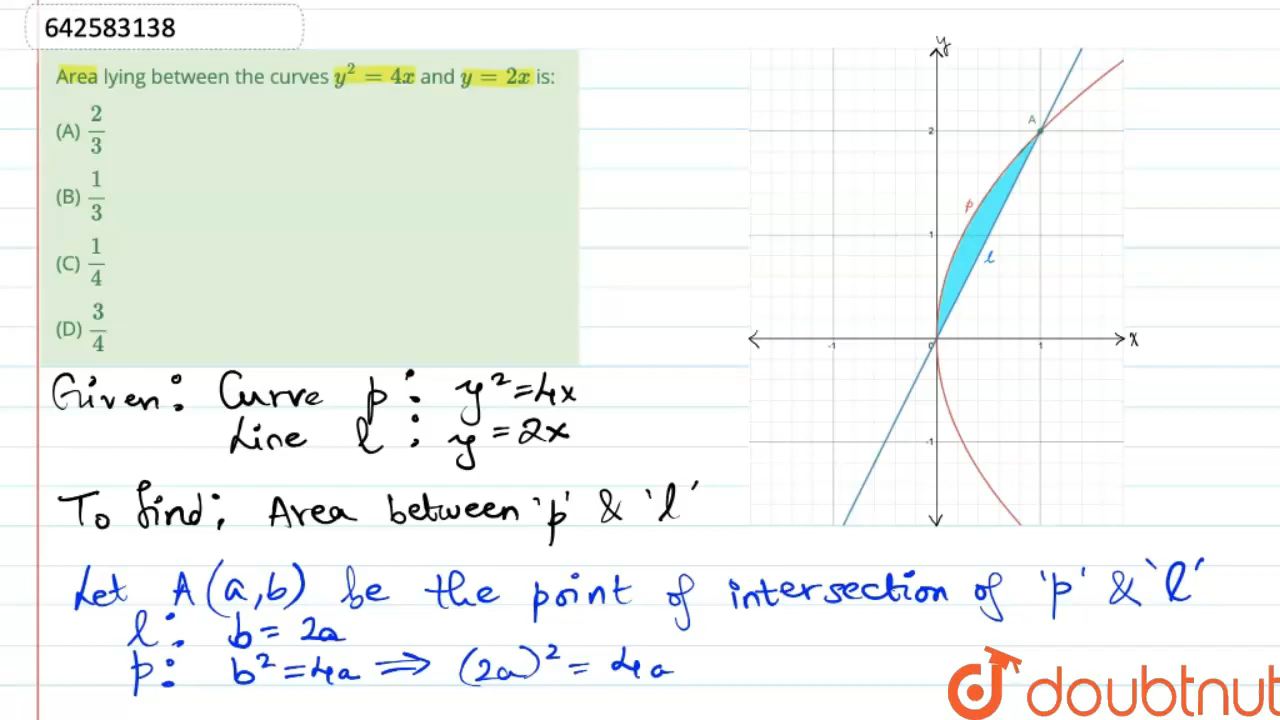 642583138
Area lying between the curves y² = 4x and y = 2x is:
(A) 2/3
(B) 1/3
(C) 1/4
(D) 3/4
y
A
2
p
1
l
-1 0 1 x
-1
Given: Curve p : y² = 4x
Line l : y = 2x
To find: Area between 'p' & 'l'
Let A(a,b) be the point of intersection of 'p' & 'l'
l: b = 2a
p: b² = 4a ⇒ (2a)² = 4a
doubtnut